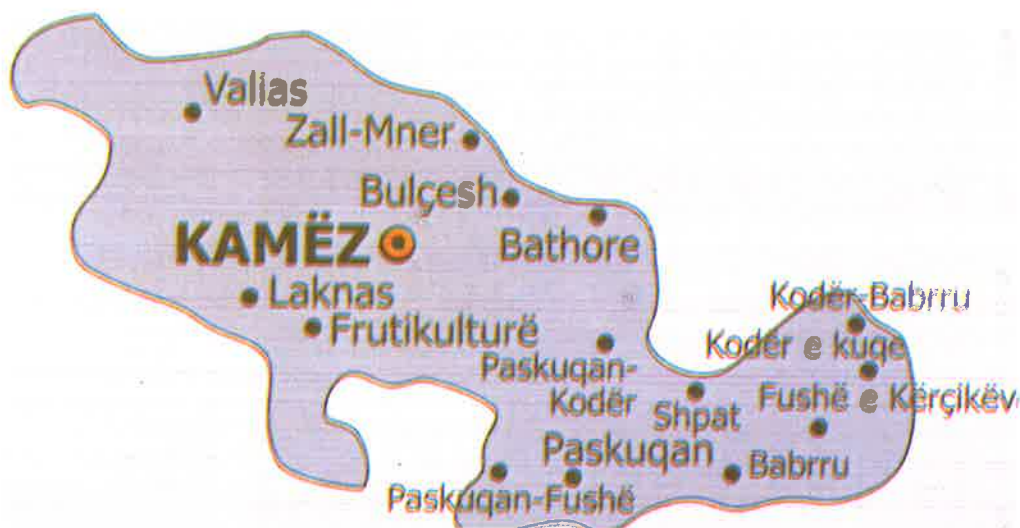 Valias
Zall-Mner
Bulçesh
KAMËZ
Bathore
Laknas
Frutikulturë
Kodër-Babrru
Kodër e kuqe
Paskuqan-
Kodër
Shpat
Fushë e Kërçikëv
Paskuqan
Babrru
Paskuqan-Fushë